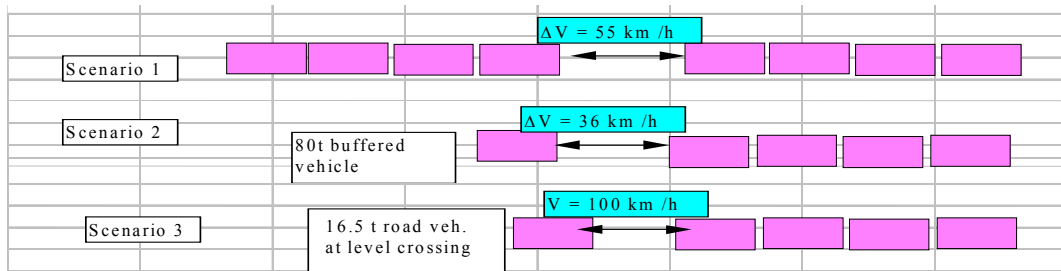 ΔV = 55 km /h
Scenario 1
ΔV = 36 km /h
Scenario 2
80t buffered
vehicle
V = 100 km /h
Scenario 3
16.5 t road veh.
at level crossing